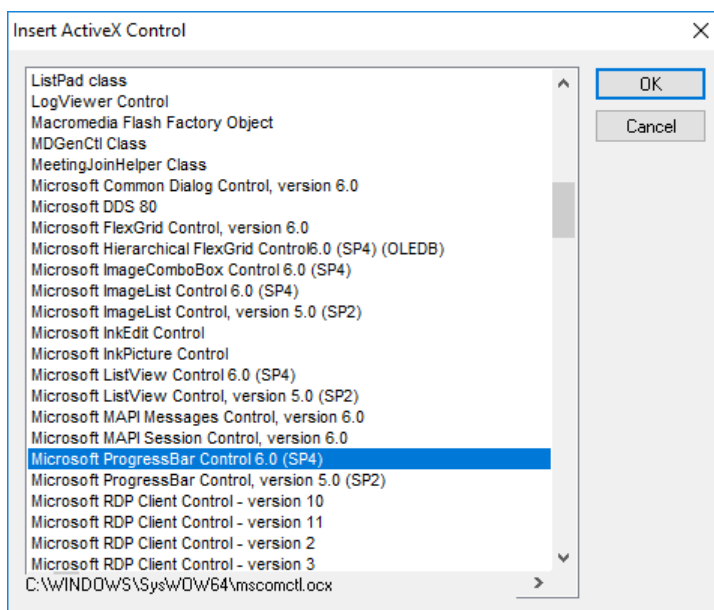 Insert ActiveX Control
ListPad class
LogViewer Control
Macromedia Flash Factory Object
MDGenCtl Class
MeetingJoinHelper Class
Microsoft Common Dialog Control, version 6.0
Microsoft DDS 80
Microsoft FlexGrid Control, version 6.0
Microsoft Hierarchical FlexGrid Control6.0 (SP4) (OLEDB)
Microsoft ImageComboBox Control 6.0 (SP4)
Microsoft ImageList Control 6.0 (SP4)
Microsoft ImageList Control, version 5.0 (SP2)
Microsoft InkEdit Control
Microsoft InkPicture Control
Microsoft ListView Control 6.0 (SP4)
Microsoft ListView Control, version 5.0 (SP2)
Microsoft MAPI Messages Control, version 6.0
Microsoft MAPI Session Control, version 6.0
Microsoft ProgressBar Control 6.0 (SP4)
Microsoft ProgressBar Control, version 5.0 (SP2)
Microsoft RDP Client Control - version 10
Microsoft RDP Client Control - version 11
Microsoft RDP Client Control - version 2
Microsoft RDP Client Control - version 3
C:\WINDOWS\SysWOW64\mscomctl.ocx
OK
Cancel